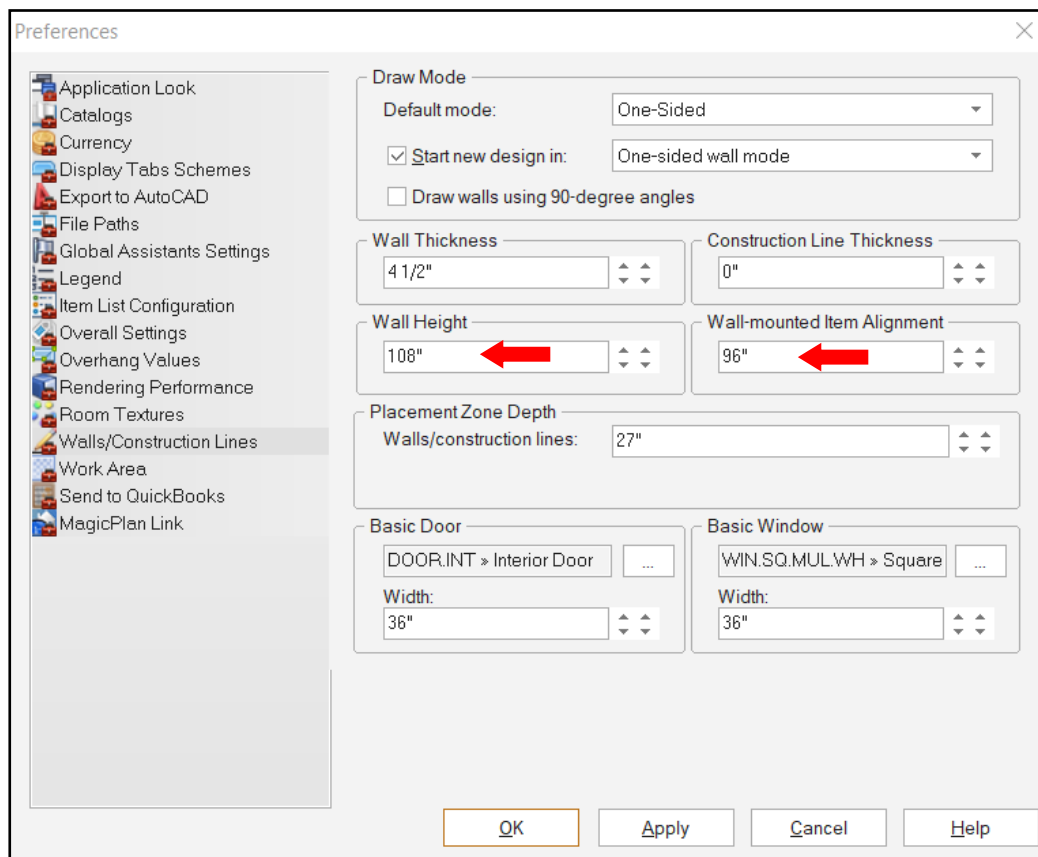 Preferences
Application Look
Catalogs
Currency
Display Tabs Schemes
Export to AutoCAD
File Paths
Global Assistants Settings
Legend
Item List Configuration
Overall Settings
Overhang Values
Rendering Performance
Room Textures
Walls/Construction Lines
Work Area
Send to QuickBooks
MagicPlan Link
Draw Mode
Default mode: One-Sided
Start new design in: One-sided wall mode
Draw walls using 90-degree angles
Wall Thickness
4 1/2"
Construction Line Thickness
0"
Wall Height
108"
Wall-mounted Item Alignment
96"
Placement Zone Depth
Walls/construction lines: 27"
Basic Door
DOOR.INT » Interior Door ...
Width:
36"
Basic Window
WIN.SQ.MUL.WH » Square ...
Width:
36"
OK Apply Cancel Help